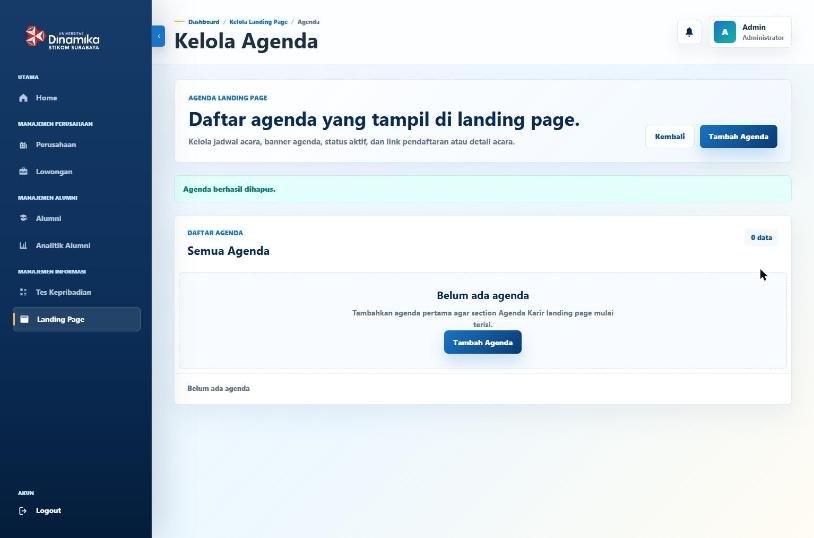 UNIVERSITAS
Dinamika
STIKOM SURABAYA
UTAMA
Home
MANAJEMEN PERUSAHAAN
Perusahaan
Lowongan
MANAJEMEN ALUMNI
Alumni
Analitik Alumni
MANAJEMEN INFORMASI
Tes Kepribadian
Landing Page
AKUN
Logout
Dashboard / Kelola Landing Page / Agenda
Kelola Agenda
A
Admin
Administrator
AGENDA LANDING PAGE
Daftar agenda yang tampil di landing page.
Kelola jadwal acara, banner agenda, status aktif, dan link pendaftaran atau detail acara.
Kembali
Tambah Agenda
Agenda berhasil dihapus.
DAFTAR AGENDA
Semua Agenda
0 data
Belum ada agenda
Tambahkan agenda pertama agar section Agenda Karir landing page mulai
terisi.
Tambah Agenda
Belum ada agenda